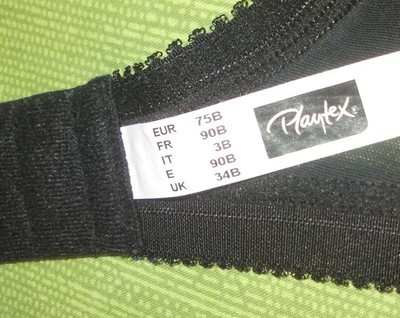 EUR 75B
FR 90B
IT 3B
E 90B
UK 34B
Playtex